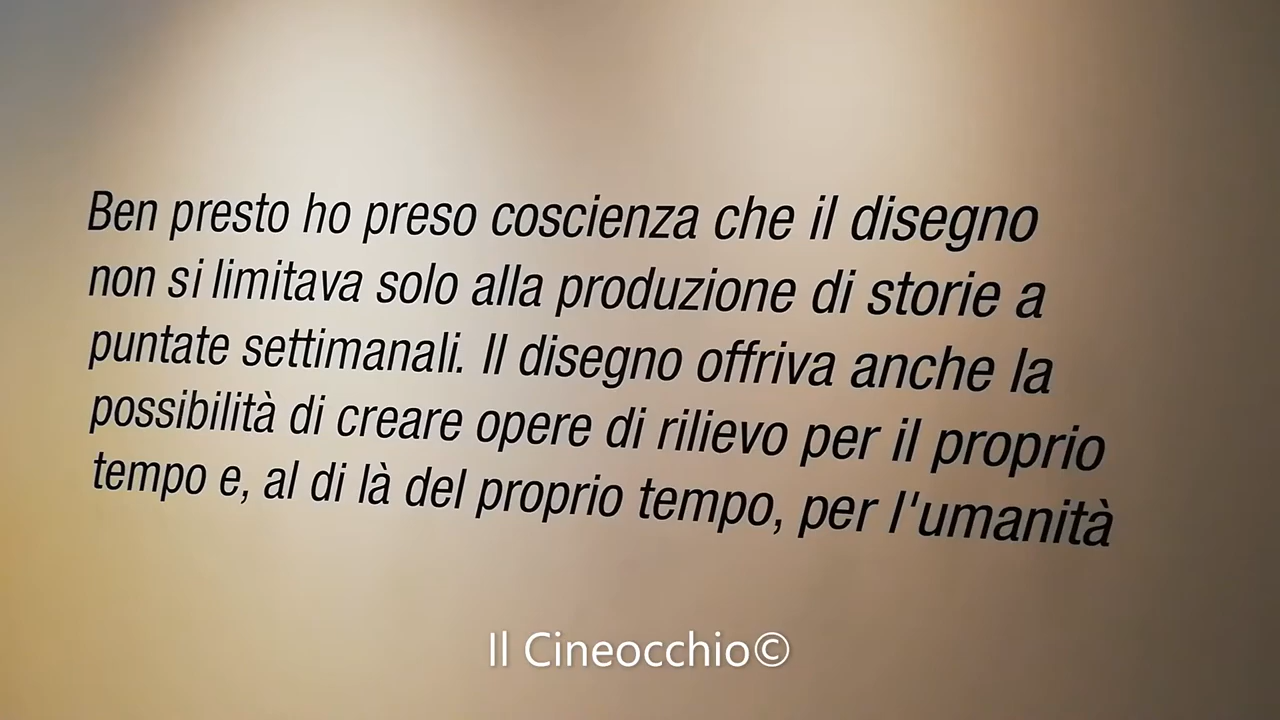 Ben presto ho preso coscienza che il disegno
non si limitava solo alla produzione di storie a
puntate settimanali. Il disegno offriva anche la
possibilità di creare opere di rilievo per il proprio
tempo e, al di là del proprio tempo, per l'umanità
Il Cineocchio©